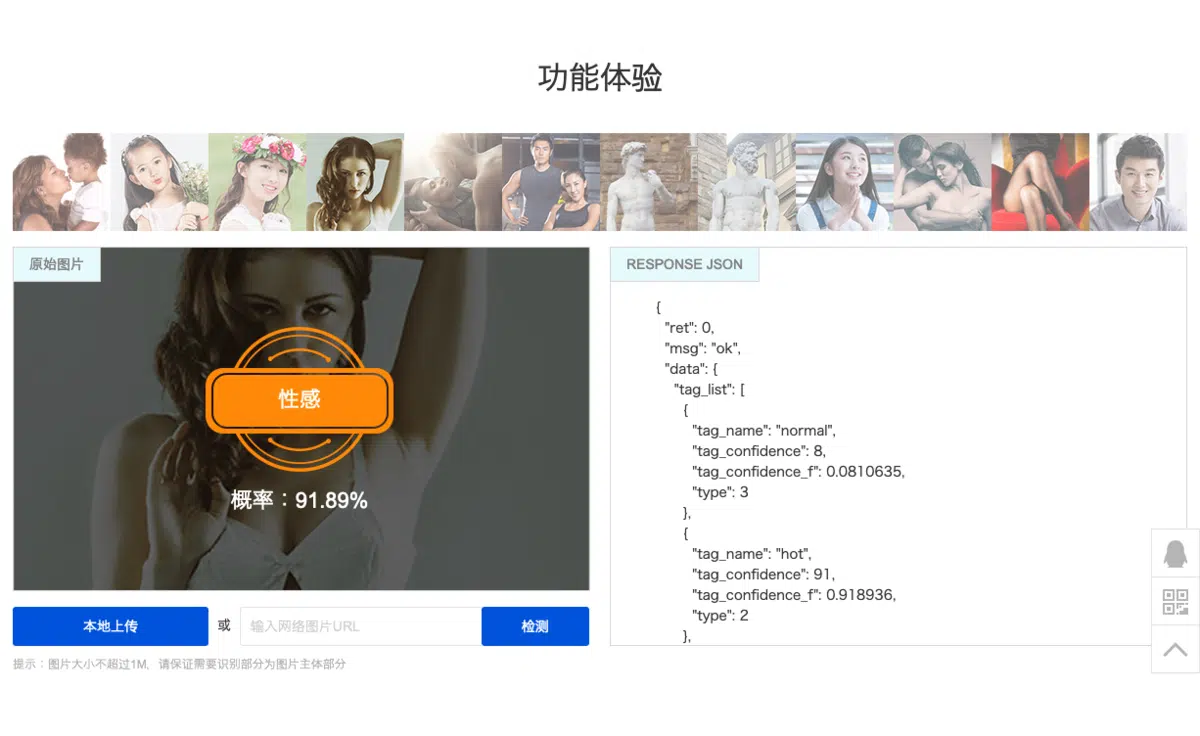 功能体验
原始图片
性感
概率：91.89%
本地上传
或
输入网络图片URL
检测
提示：图片大小不超过1M，请保证需要识别部分为图片主体部分
RESPONSE JSON
{
"ret": 0,
"msg": "ok",
"data": {
"tag_list": [
{
"tag_name": "normal",
"tag_confidence": 8,
"tag_confidence_f": 0.0810635,
"type": 3
},
{
"tag_name": "hot",
"tag_confidence": 91,
"tag_confidence_f": 0.918936,
"type": 2
},